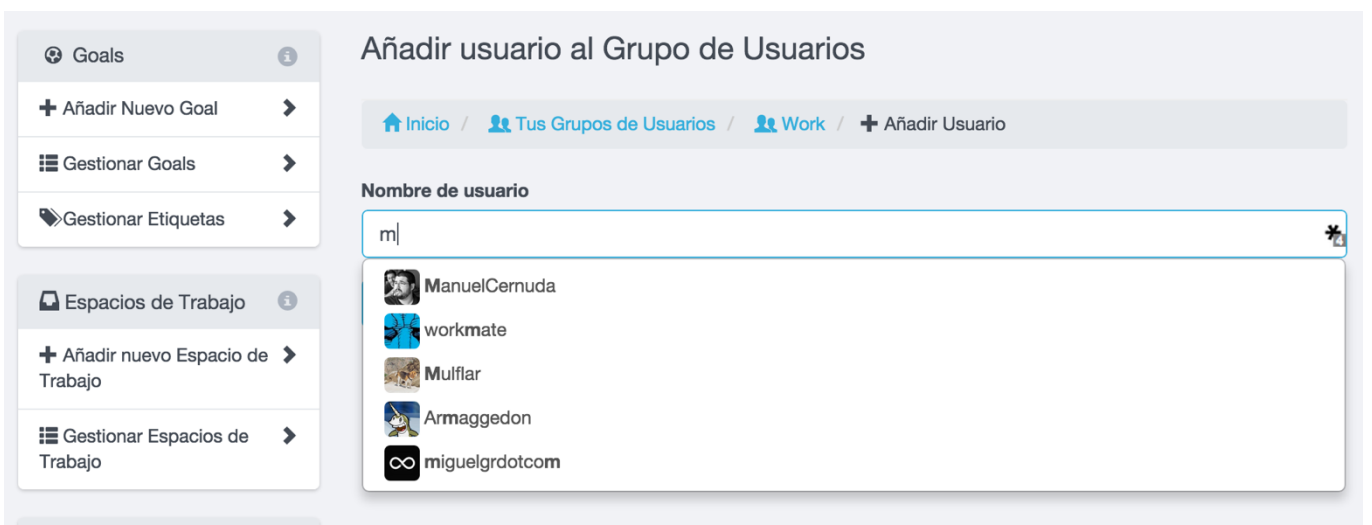 Goals
Añadir Nuevo Goal
Gestionar Goals
Gestionar Etiquetas
Espacios de Trabajo
Añadir nuevo Espacio de
Trabajo
Gestionar Espacios de
Trabajo
Añadir usuario al Grupo de Usuarios
Inicio / Tus Grupos de Usuarios / Work / Añadir Usuario
Nombre de usuario
m
4
ManuelCernuda
workmate
Mulflar
Armaggedon
miguelgrdotcom